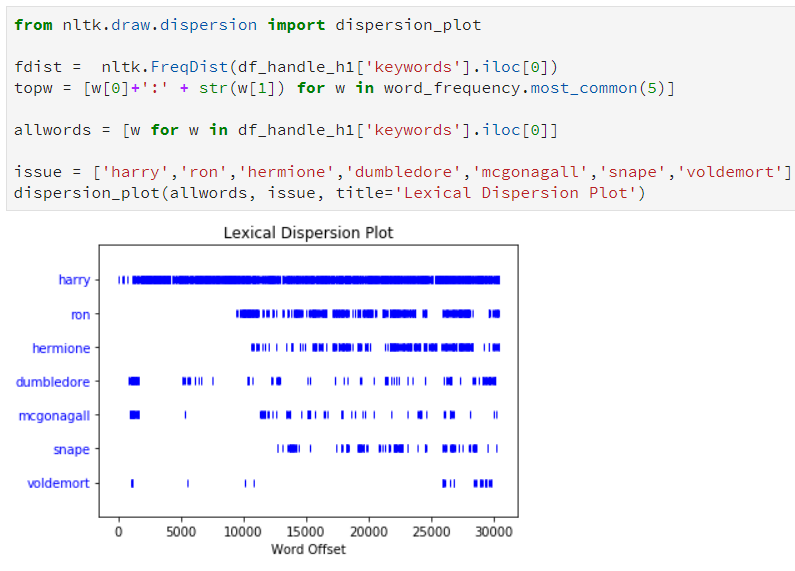 from nltk.draw.dispersion import dispersion_plot
fdist =  nltk.FreqDist(df_handle_h1['keywords'].iloc[0])
topw = [w[0]+':' + str(w[1]) for w in word_frequency.most_common(5)]
allwords = [w for w in df_handle_h1['keywords'].iloc[0]]
issue = ['harry','ron','hermione','dumbledore','mcgonagall','snape','voldemort']
dispersion_plot(allwords, issue, title='Lexical Dispersion Plot')
Lexical Dispersion Plot
harry
ron
hermione
dumbledore
mcgonagall
snape
voldemort
0 5000 10000 15000 20000 25000 30000
Word Offset